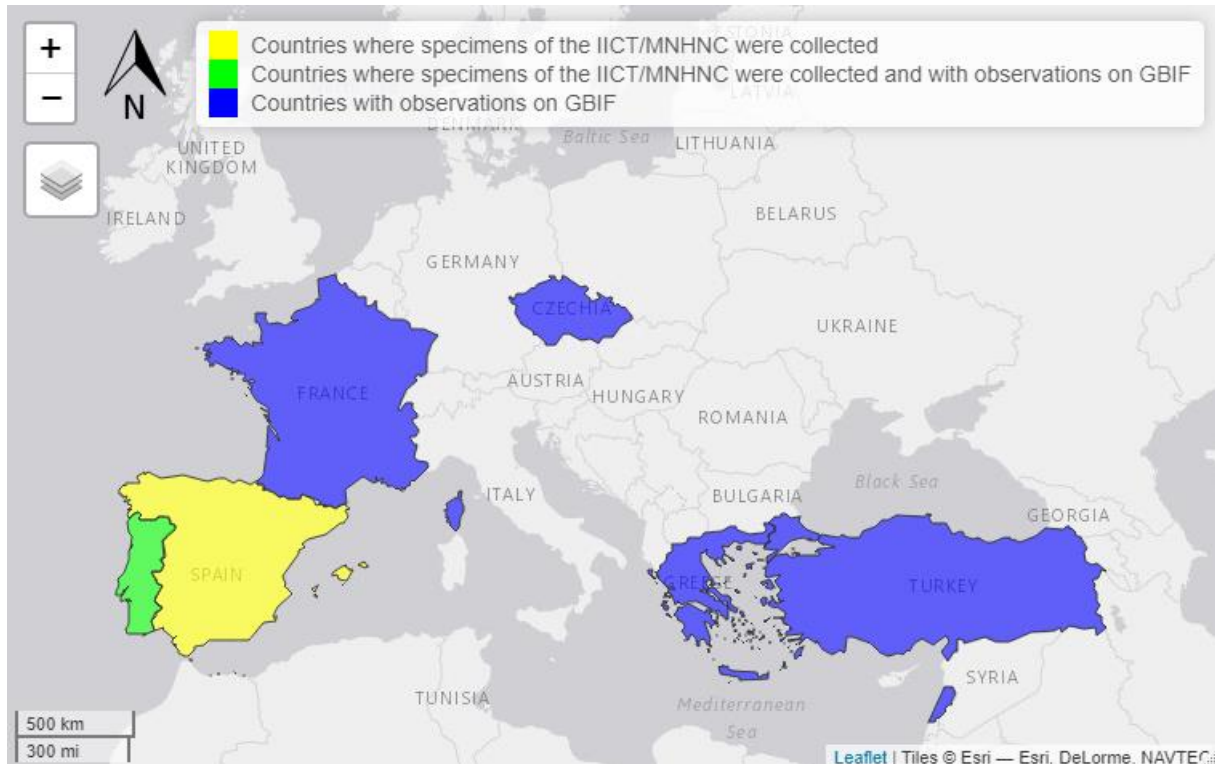 +
−
N
Countries where specimens of the IICT/MNHNC were collected
Countries where specimens of the IICT/MNHNC were collected and with observations on GBIF
Countries with observations on GBIF
ESTONIA
LATVIA
DENMARK
Baltic Sea
LITHUANIA
UNITED
KINGDOM
IRELAND
BELARUS
GERMANY
CZECHIA
UKRAINE
FRANCE
AUSTRIA
HUNGARY
ROMANIA
ITALY
BULGARIA
Black Sea
GEORGIA
SPAIN
GREECE
TURKEY
SYRIA
TUNISIA
Mediterranean
Sea
500 km
300 mi
Leaflet | Tiles © Esri — Esri, DeLorme, NAVTEQ